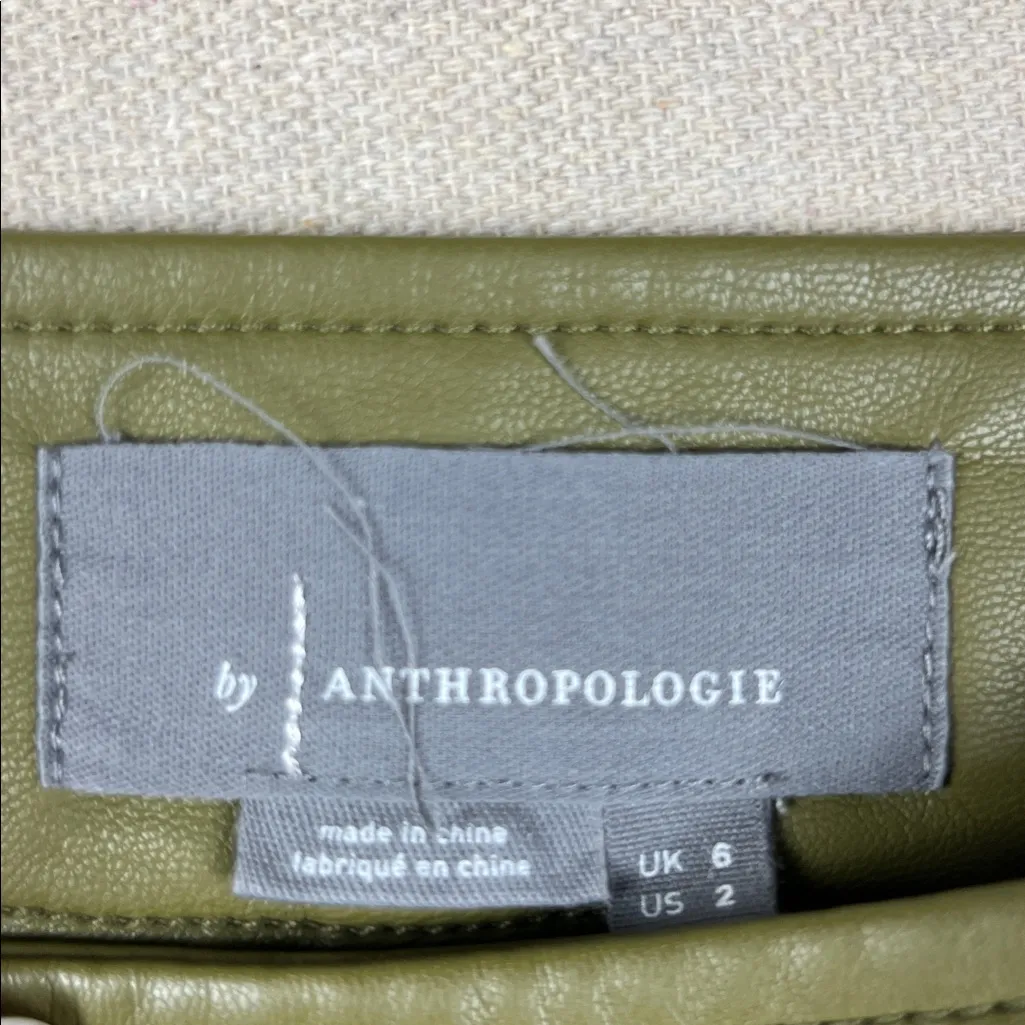 by ANTHROPOLOGIE
made in china
fabriqué en chine
UK 6
US 2